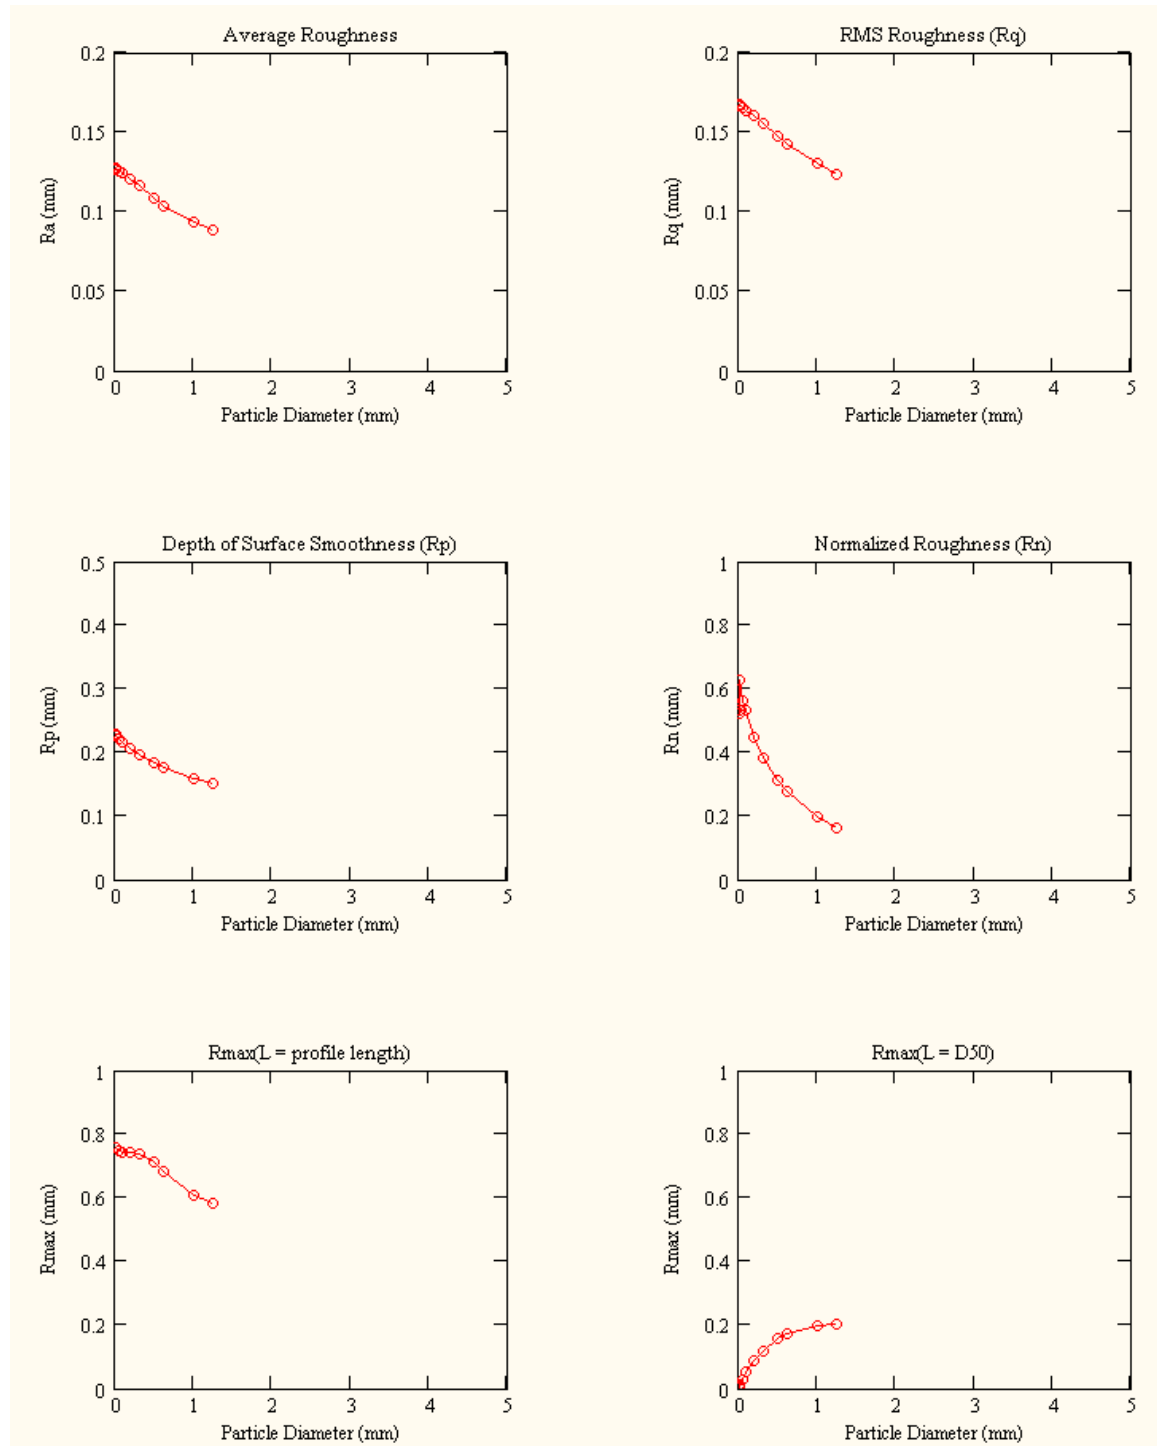 Average Roughness
0.2
0.15
0.1
0.05
0
Ra (mm)
0 1 2 3 4 5
Particle Diameter (mm)
RMS Roughness (Rq)
0.2
0.15
0.1
0.05
0
Rq (mm)
0 1 2 3 4 5
Particle Diameter (mm)
Depth of Surface Smoothness (Rp)
0.5
0.4
0.3
0.2
0.1
0
Rp (mm)
0 1 2 3 4 5
Particle Diameter (mm)
Normalized Roughness (Rn)
1
0.8
0.6
0.4
0.2
0
Rn (mm)
0 1 2 3 4 5
Particle Diameter (mm)
Rmax(L = profile length)
1
0.8
0.6
0.4
0.2
0
Rmax (mm)
0 1 2 3 4 5
Particle Diameter (mm)
Rmax(L = D50)
1
0.8
0.6
0.4
0.2
0
Rmax (mm)
0 1 2 3 4 5
Particle Diameter (mm)